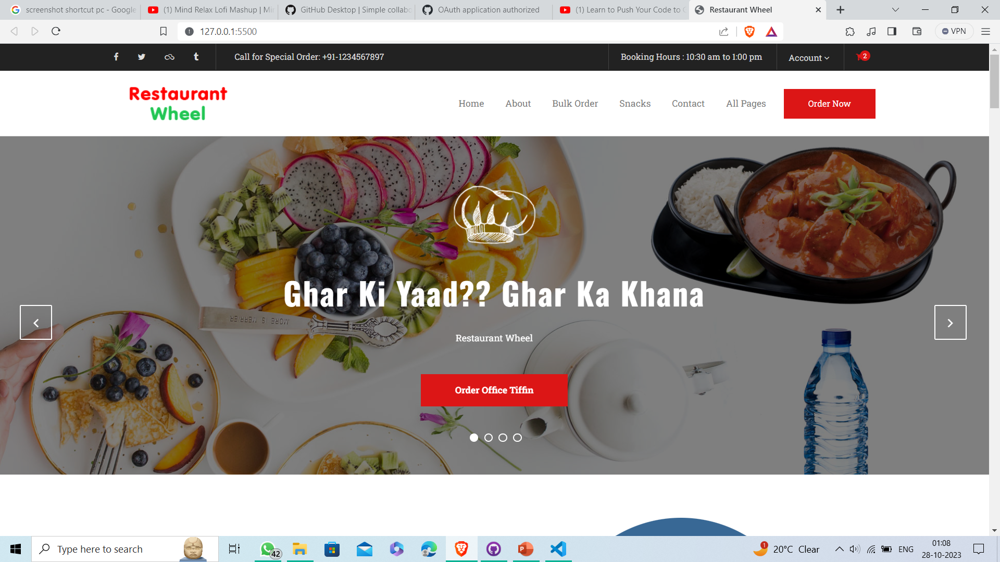 screenshot shortcut pc - Google
(1) Mind Relax Lofi Mashup | Mi
GitHub Desktop | Simple collabo
OAuth application authorized
(1) Learn to Push Your Code to G
Restaurant Wheel
127.0.0.1:5500
VPN
Call for Special Order: +91-1234567897
Booking Hours : 10:30 am to 1:00 pm
Account
2
Restaurant
Wheel
Home
About
Bulk Order
Snacks
Contact
All Pages
Order Now
Ghar Ki Yaad?? Ghar Ka Khana
MORE IS MERRIER
Restaurant Wheel
Order Office Tiffin
Type here to search
42
1
20°C Clear
ENG
01:08
28-10-2023